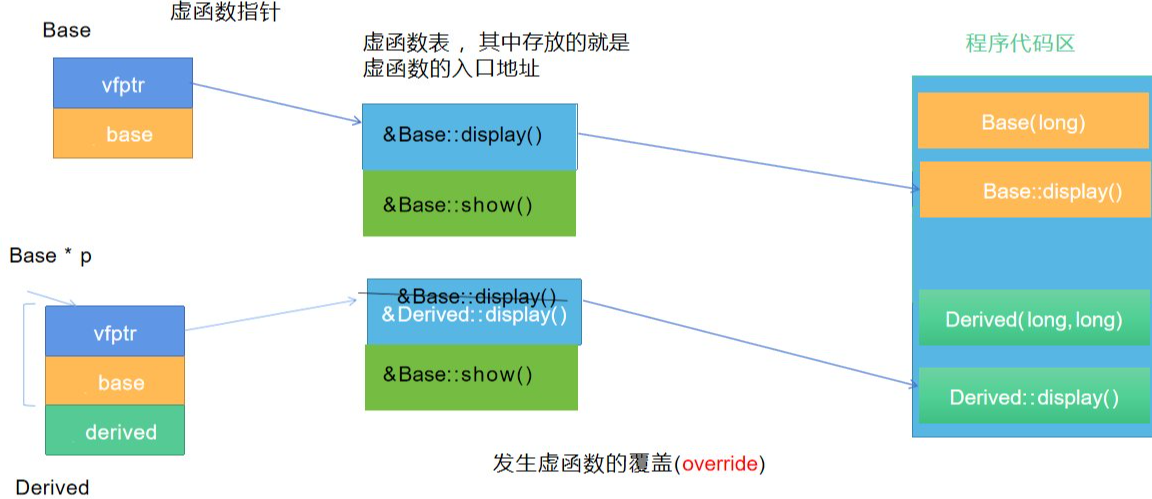 虚函数指针
Base
虚函数表 ，其中存放的就是
虚函数的入口地址
程序代码区
vfptr
base
&Base::display()
&Base::show()
Base(long)
Base::display()
Base * p
vfptr
base
derived
Derived
&Base::display()
&Derived::display()
&Base::show()
Derived(long,long)
Derived::display()
发生虚函数的覆盖(override)